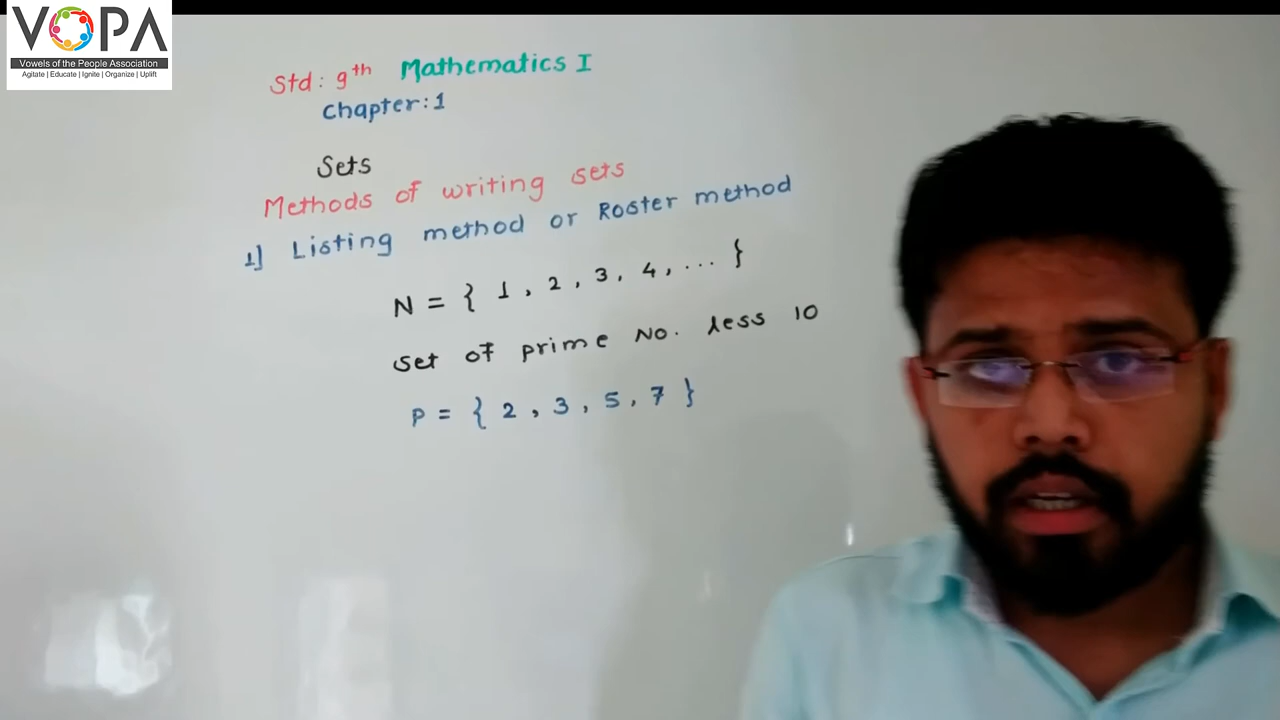 VOPA
Vowels of the People Association
Agitate | Educate | Ignite | Organize | Uplift
Std: 9th Mathematics I
Chapter: 1
Sets
Methods of writing sets
1] Listing method or Roster method
N = { 1, 2, 3, 4, ... }
Set of prime No. less 10
P = { 2, 3, 5, 7 }